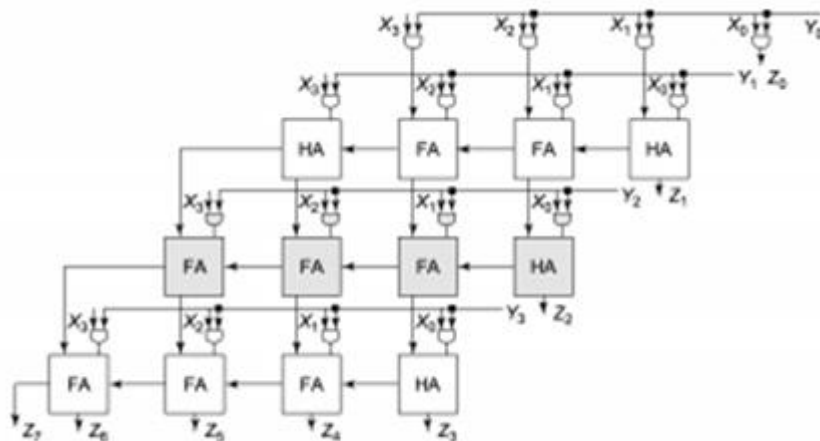 X3 X2 X1 X0 Y0
X3 X2 X1 X0 Y1 Z0
HA FA FA HA
X3 X2 X1 X0 Y2 Z1
FA FA FA HA
X3 X2 X1 X0 Y3 Z2
FA FA FA HA
Z7 Z6 Z5 Z4 Z3